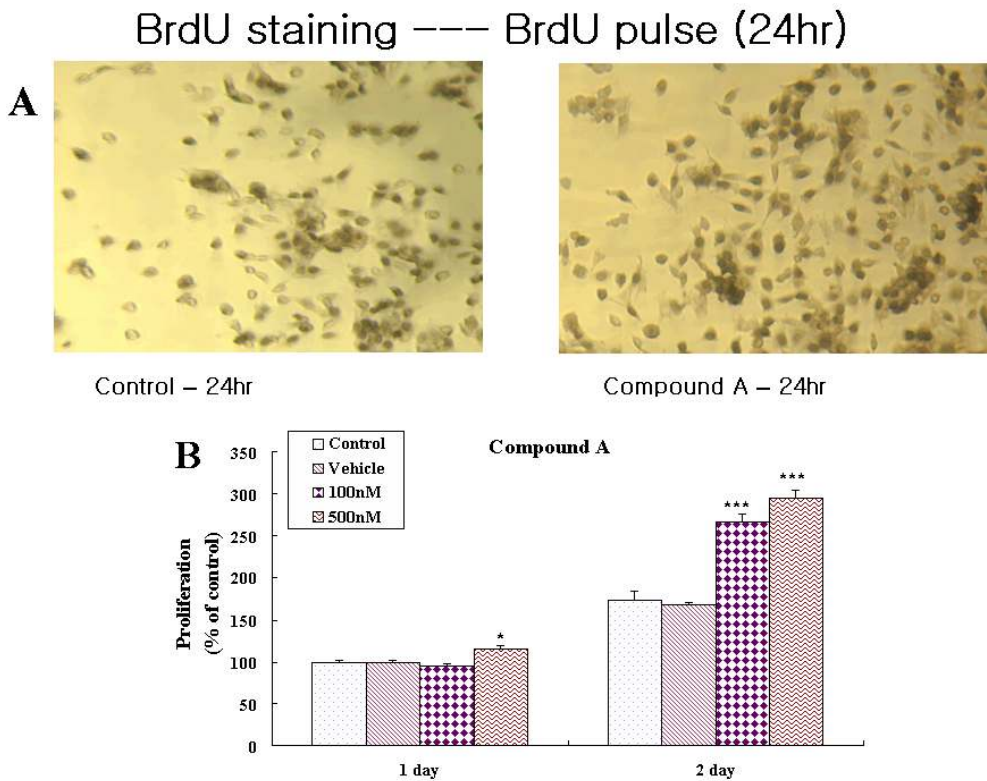 BrdU staining --- BrdU pulse (24hr)
A
Control - 24hr
Compound A - 24hr
B
Compound A
Control
Vehicle
100nM
500nM
Proliferation
(% of control)
350
300
250
200
150
100
50
0
*
***
***
1 day
2 day